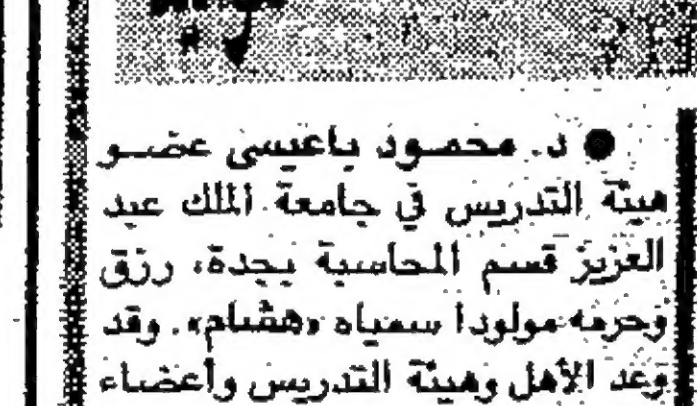 ● د. محمود باعيسى عضو
هيئة التدريس في جامعة الملك عبد
العزيز قسم المحاسبة بجدة، رزق
وحرمه مولودا سمياه «هشام». وقد
وعد الأهل وهيئة التدريس وأعضاء